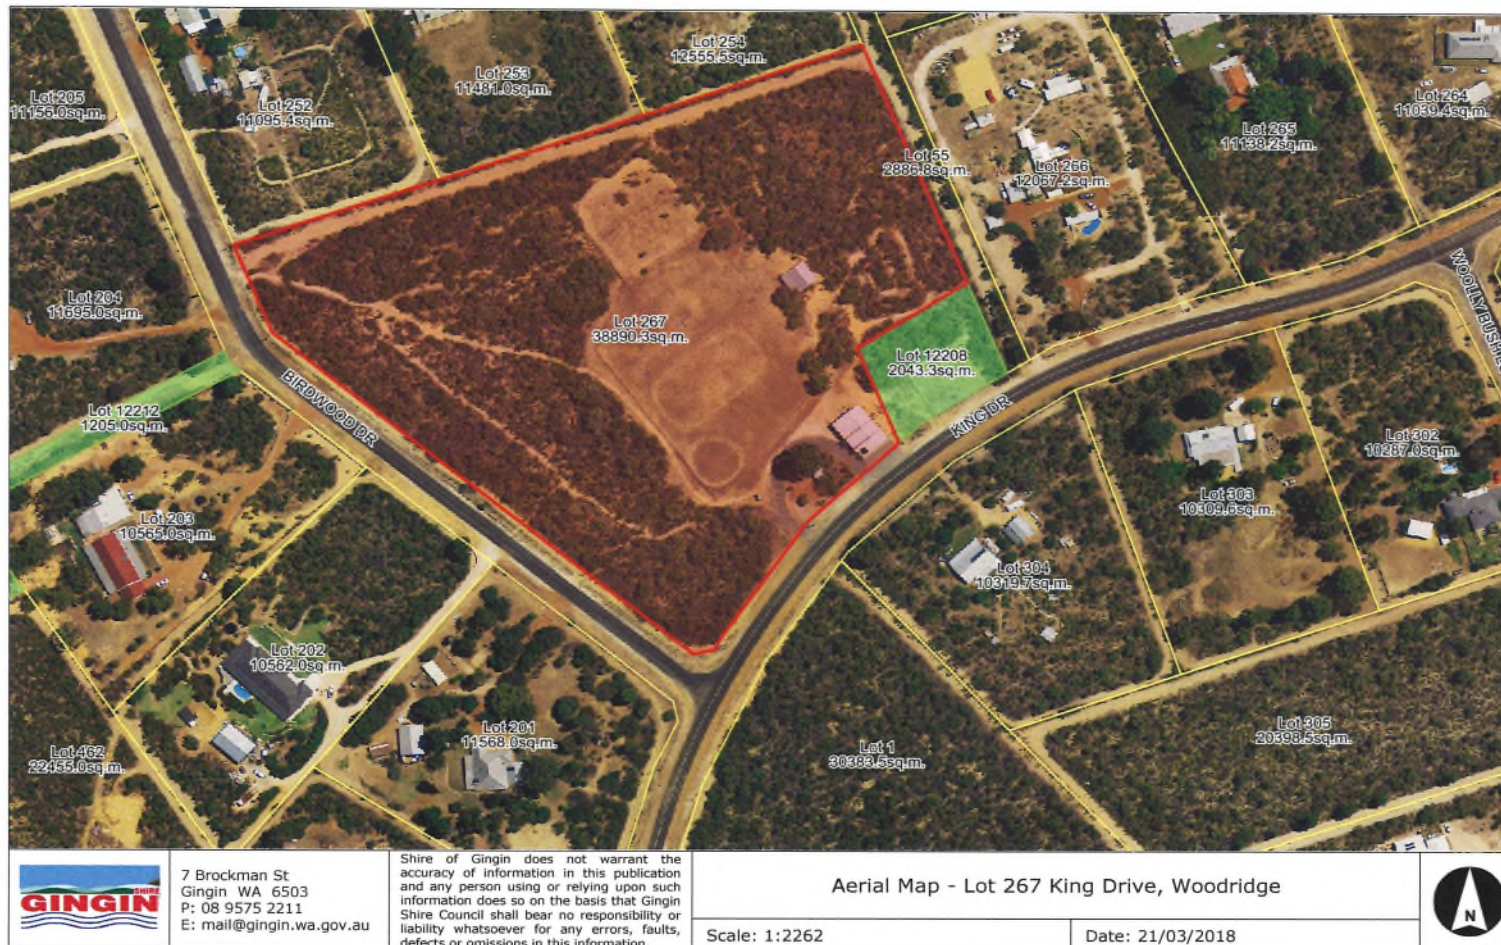 Lot 254
12555.5sq.m.
Lot 253
11481.0sq.m.
Lot 205
11156.0sq.m.
Lot 252
11095.4sq.m.
Lot 264
11039.4sq.m.
Lot 265
11138.2sq.m.
Lot 55
2886.8sq.m.
Lot 266
12067.2sq.m.
Lot 204
11695.0sq.m.
Lot 267
38890.3sq.m.
WOOLLY BUSH
Lot 12208
2043.3sq.m.
Lot 12212
1205.0sq.m.
BIRDWOOD DR
KING DR
Lot 302
10287.0sq.m.
Lot 303
10309.6sq.m.
Lot 203
10565.0sq.m.
Lot 304
10319.7sq.m.
Lot 202
10562.0sq.m.
Lot 201
11568.0sq.m.
Lot 305
20398.5sq.m.
Lot 462
22455.0sq.m.
Lot 1
30383.5sq.m.
SHIRE
GINGIN
7 Brockman St
Gingin WA 6503
P: 08 9575 2211
E: mail@gingin.wa.gov.au
Shire of Gingin does not warrant the
accuracy of information in this publication
and any person using or relying upon such
information does so on the basis that Gingin
Shire Council shall bear no responsibility or
liability whatsoever for any errors, faults,
defects or omissions in this information
Aerial Map - Lot 267 King Drive, Woodridge
Scale: 1:2262
Date: 21/03/2018
N